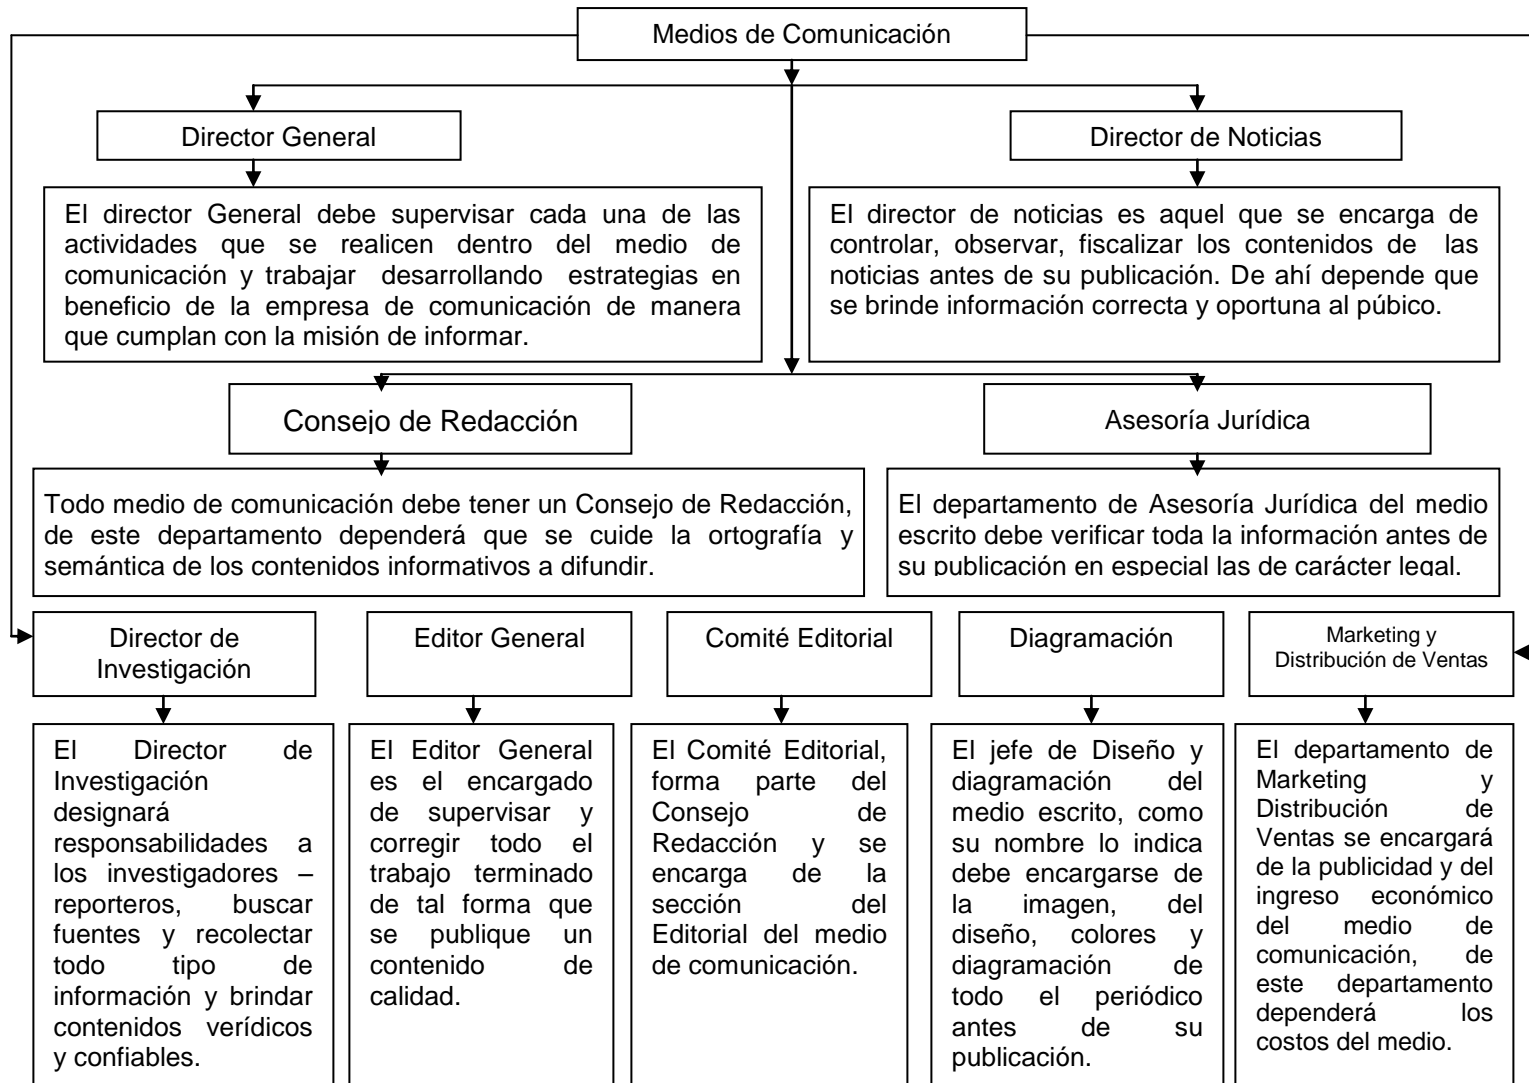 Medios de Comunicación
Director General
Director de Noticias
El director General debe supervisar cada una de las
actividades que se realicen dentro del medio de
comunicación y trabajar desarrollando estrategias en
beneficio de la empresa de comunicación de manera
que cumplan con la misión de informar.
El director de noticias es aquel que se encarga de
controlar, observar, fiscalizar los contenidos de las
noticias antes de su publicación. De ahí depende que
se brinde información correcta y oportuna al púbico.
Consejo de Redacción
Asesoría Jurídica
Todo medio de comunicación debe tener un Consejo de Redacción,
de este departamento dependerá que se cuide la ortografía y
semántica de los contenidos informativos a difundir.
El departamento de Asesoría Jurídica del medio
escrito debe verificar toda la información antes de
su publicación en especial las de carácter legal.
Director de
Investigación
Editor General
Comité Editorial
Diagramación
Marketing y
Distribución de Ventas
El Director de
Investigación
designará
responsabilidades a
los investigadores –
reporteros, buscar
fuentes y recolectar
todo tipo de
información y brindar
contenidos verídicos
y confiables.
El Editor General
es el encargado
de supervisar y
corregir todo el
trabajo terminado
de tal forma que
se publique un
contenido de
calidad.
El Comité Editorial,
forma parte del
Consejo de
Redacción y se
encarga de la
sección del
Editorial del medio
de comunicación.
El jefe de Diseño y
diagramación del
medio escrito, como
su nombre lo indica
debe encargarse de
la imagen, del
diseño, colores y
diagramación de
todo el periódico
antes de su
publicación.
El departamento de
Marketing y
Distribución de
Ventas se encargará
de la publicidad y del
ingreso económico
del medio de
comunicación, de
este departamento
dependerá los
costos del medio.